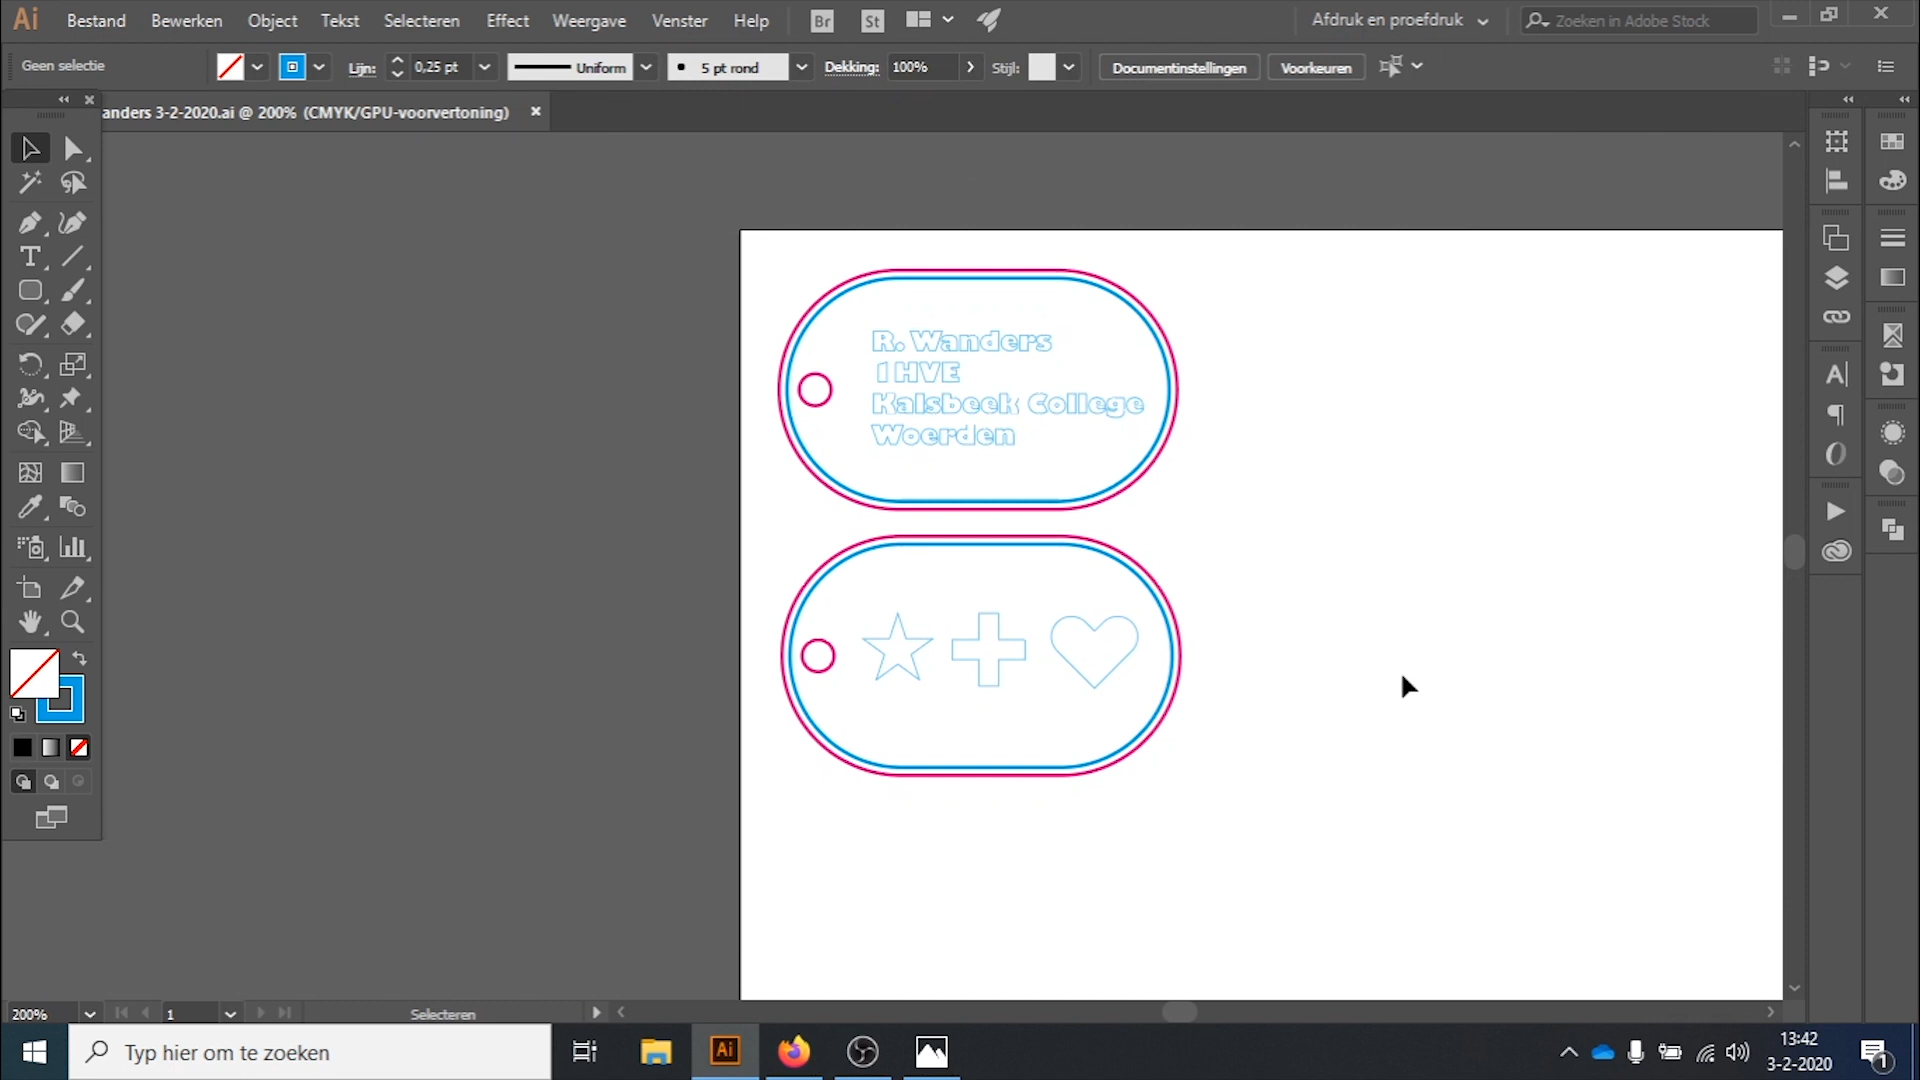 Ai Bestand Bewerken Object Tekst Selecteren Effect Weergave Venster Help Br St Afdruk en proefdruk Zoeken in Adobe Stock
Geen selectie Lijn: 0,25 pt Uniform 5 pt rond Dekking: 100% Stijl: Documentinstellingen Voorkeuren
anders 3-2-2020.ai @ 200% (CMYK/GPU-voorvertoning)
R. Wanders
1HVE
Kalsbeek College
Woerden
200% 1 Selecteren
Typ hier om te zoeken Ai 13:42
3-2-2020 1